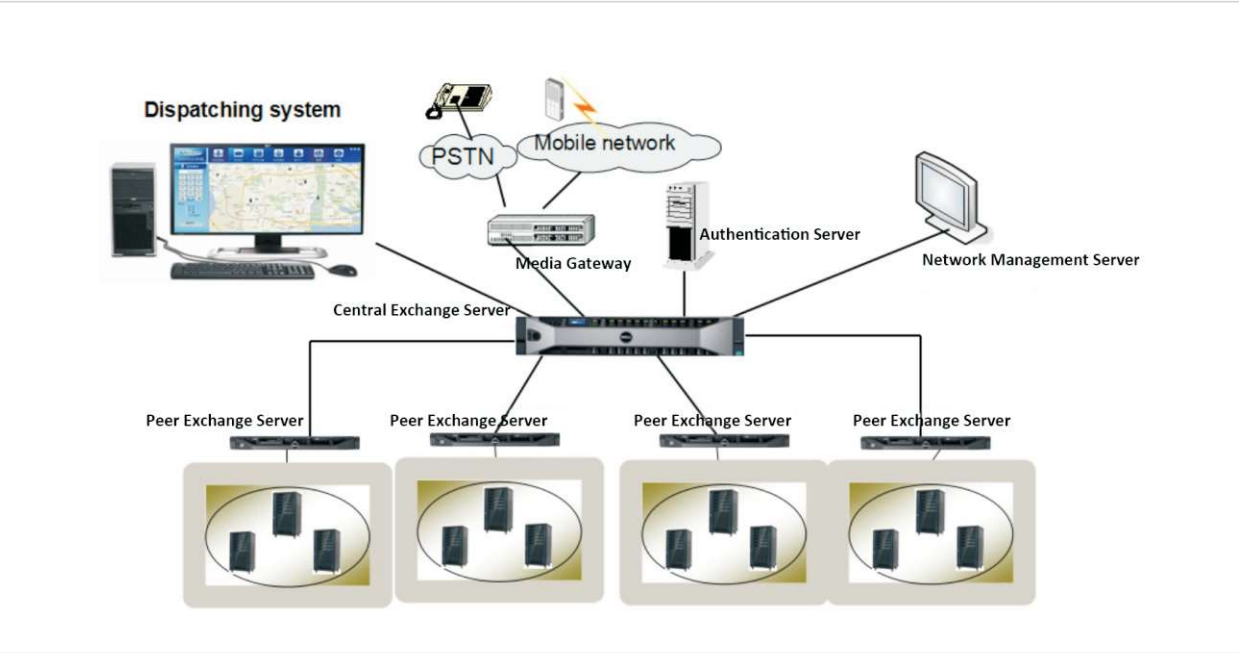 Dispatching system
PSTN
Mobile network
Authentication Server
Media Gateway
Network Management Server
Central Exchange Server
Peer Exchange Server
Peer Exchange Server
Peer Exchange Server
Peer Exchange Server